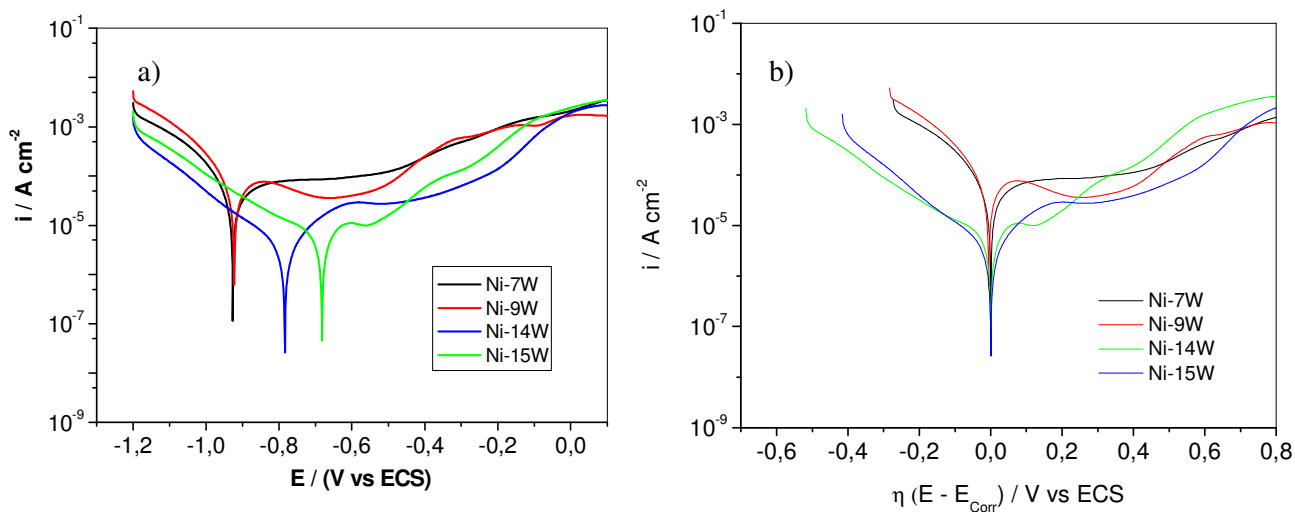 a)
10⁻¹
10⁻³
10⁻⁵
10⁻⁷
10⁻⁹
i / A cm⁻²
-1,2 -1,0 -0,8 -0,6 -0,4 -0,2 0,0
E / (V vs ECS)
Ni-7W
Ni-9W
Ni-14W
Ni-15W
b)
10⁻¹
10⁻³
10⁻⁵
10⁻⁷
10⁻⁹
i / A cm⁻²
-0,6 -0,4 -0,2 0,0 0,2 0,4 0,6 0,8
η (E - E_Corr) / V vs ECS
Ni-7W
Ni-9W
Ni-14W
Ni-15W